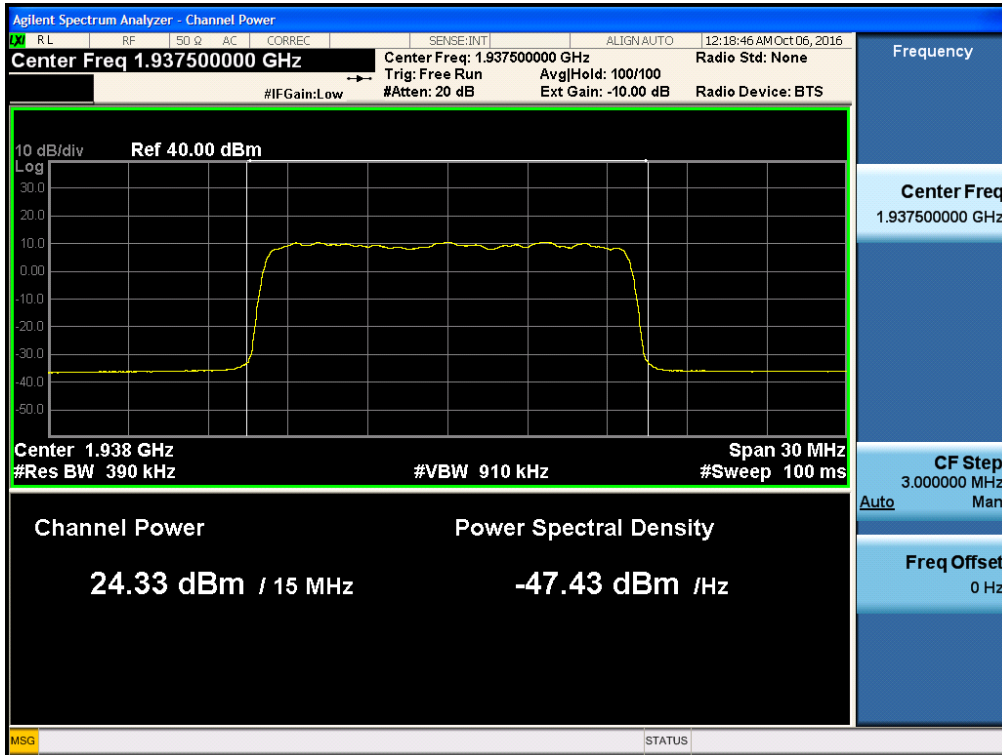 Agilent Spectrum Analyzer - Channel Power
LXI RL RF 50 Ω AC CORREC SENSE:INT ALIGN AUTO 12:18:46 AM Oct 06, 2016
Center Freq 1.937500000 GHz
Center Freq: 1.937500000 GHz Radio Std: None
Trig: Free Run Avg|Hold: 100/100
#IFGain:Low #Atten: 20 dB Ext Gain: -10.00 dB Radio Device: BTS
10 dB/div Ref 40.00 dBm
Log
30.0
20.0
10.0
0.00
-10.0
-20.0
-30.0
-40.0
-50.0
Center 1.938 GHz Span 30 MHz
#Res BW 390 kHz #VBW 910 kHz #Sweep 100 ms
Channel Power Power Spectral Density
24.33 dBm / 15 MHz -47.43 dBm /Hz
Frequency
Center Freq
1.937500000 GHz
CF Step
3.000000 MHz
Auto Man
Freq Offset
0 Hz
MSG STATUS